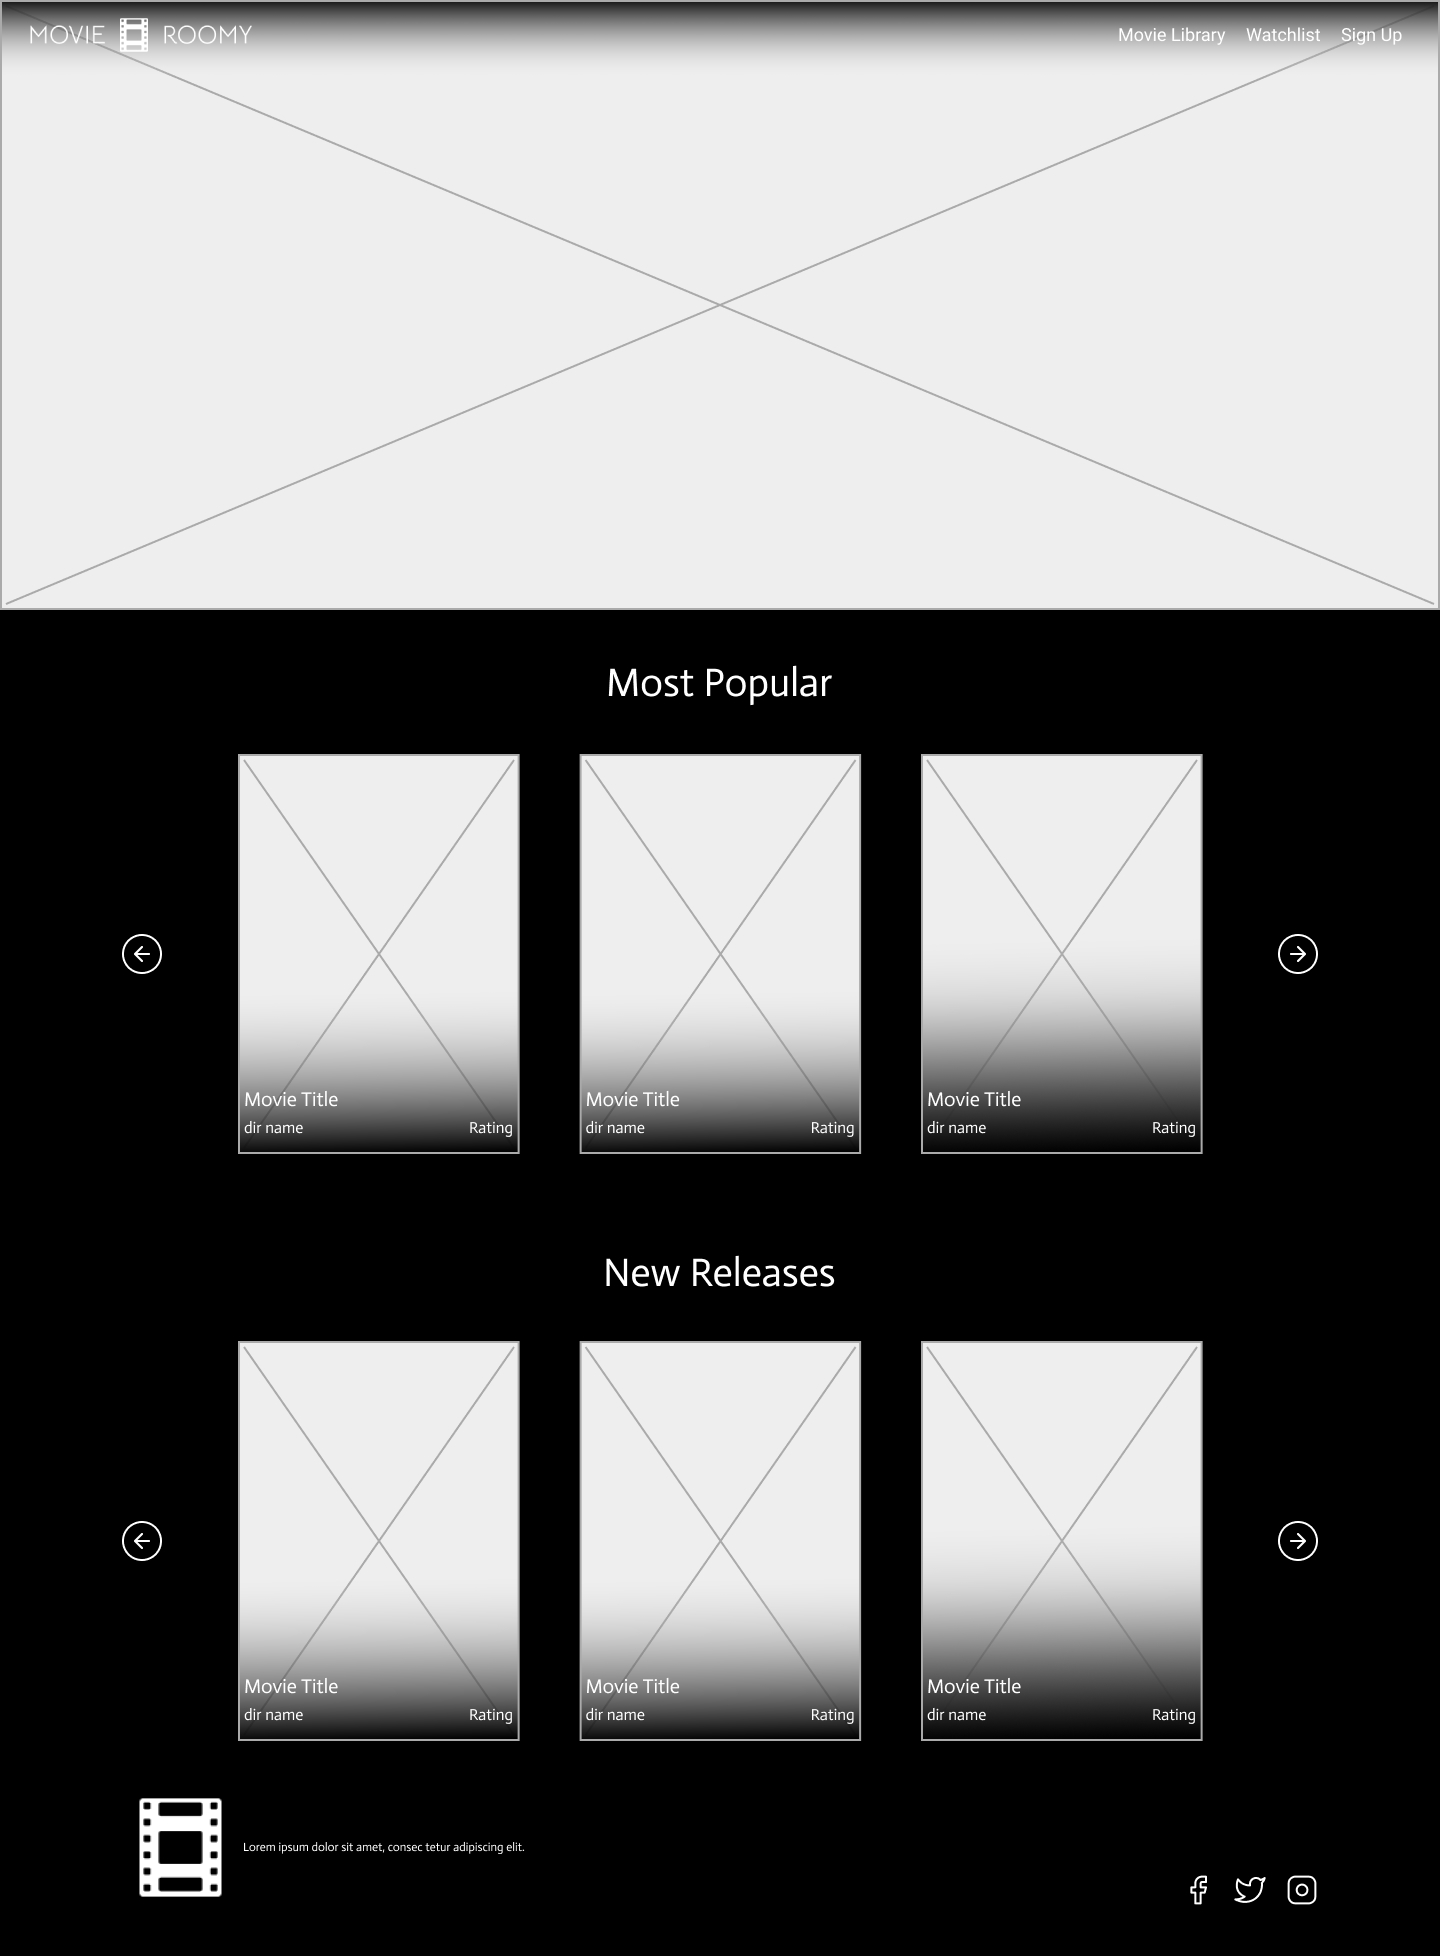 MOVIE ROOMY
Movie Library Watchlist Sign Up
Most Popular
Movie Title Movie Title Movie Title
dir name Rating dir name Rating dir name Rating
New Releases
Movie Title Movie Title Movie Title
dir name Rating dir name Rating dir name Rating
Lorem ipsum dolor sit amet, consec tetur adipiscing elit.